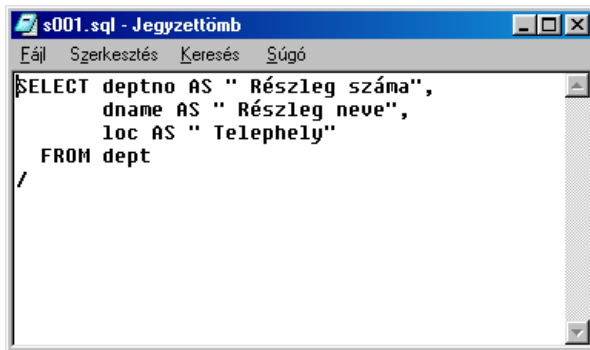 s001.sql - Jegyzettömb
Fájl Szerkesztés Keresés Súgó
SELECT deptno AS " Részleg száma",
dname AS " Részleg neve",
loc AS " Telephely"
FROM dept
/